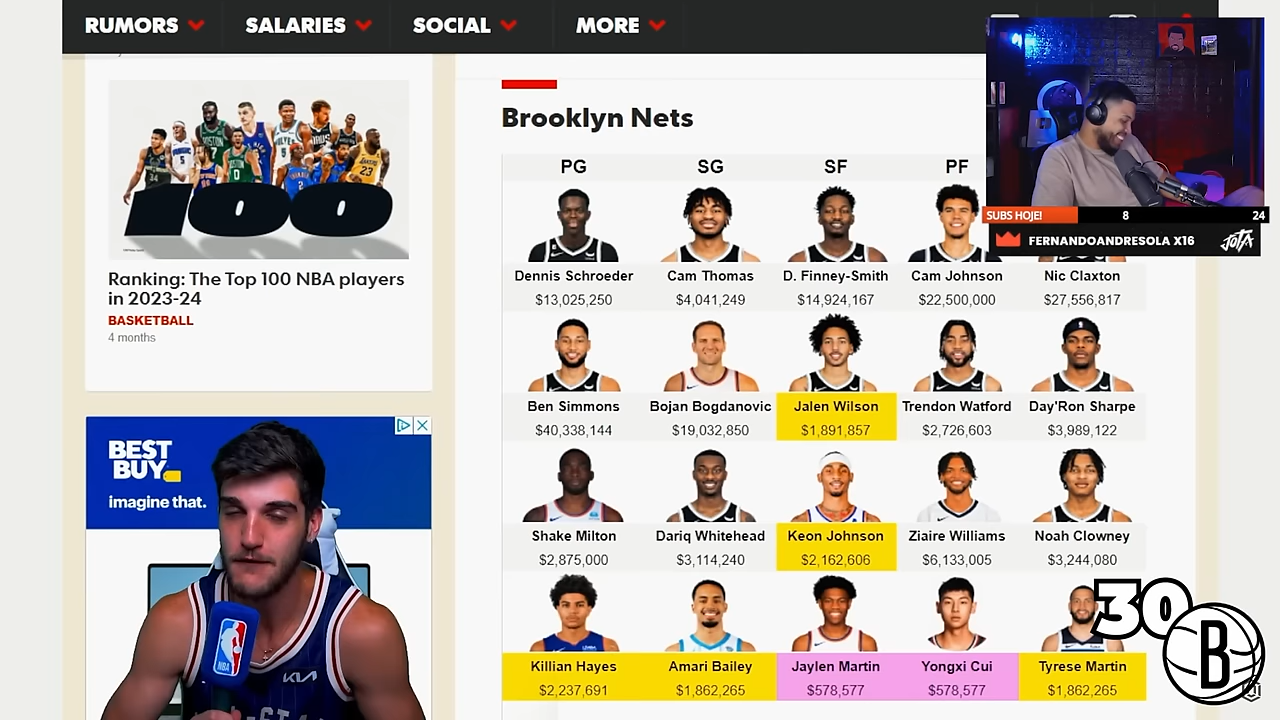 RUMORS SALARIES SOCIAL MORE
100
Ranking: The Top 100 NBA players
in 2023-24
BASKETBALL
4 months
BEST
BUY
imagine that.
NBA
KIA
Brooklyn Nets
PG SG SF PF
Dennis Schroeder Cam Thomas D. Finney-Smith Cam Johnson Nic Claxton
$13,025,250 $4,041,249 $14,924,167 $22,500,000 $27,556,817
Ben Simmons Bojan Bogdanovic Jalen Wilson Trendon Watford Day'Ron Sharpe
$40,338,144 $19,032,850 $1,891,857 $2,726,603 $3,989,122
Shake Milton Dariq Whitehead Keon Johnson Ziaire Williams Noah Clowney
$2,875,000 $3,114,240 $2,162,606 $6,133,005 $3,244,080
Killian Hayes Amari Bailey Jaylen Martin Yongxi Cui Tyrese Martin
$2,237,691 $1,862,265 $578,577 $578,577 $1,862,265
SUBS HOJE! 8 24
FERNANDOANDRESOLA X16
JOTA
30
B